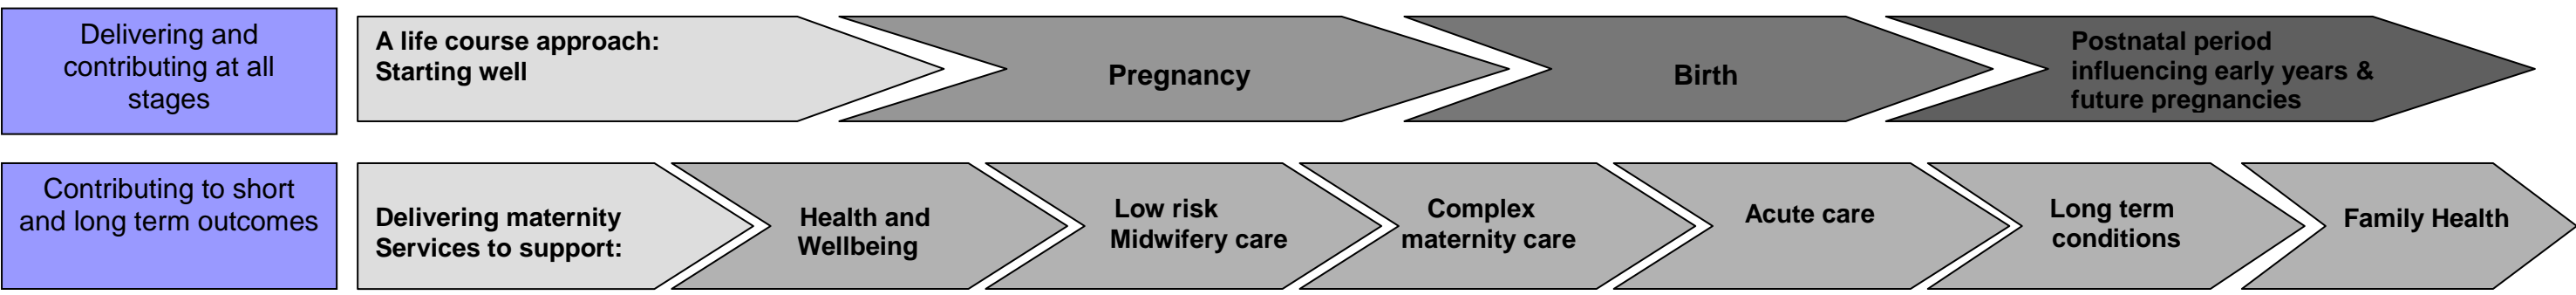 Delivering and
contributing at all
stages
A life course approach:
Starting well
Pregnancy
Birth
Postnatal period
influencing early years &
future pregnancies
Contributing to short
and long term outcomes
Delivering maternity
Services to support:
Health and
Wellbeing
Low risk
Midwifery care
Complex
maternity care
Acute care
Long term
conditions
Family Health